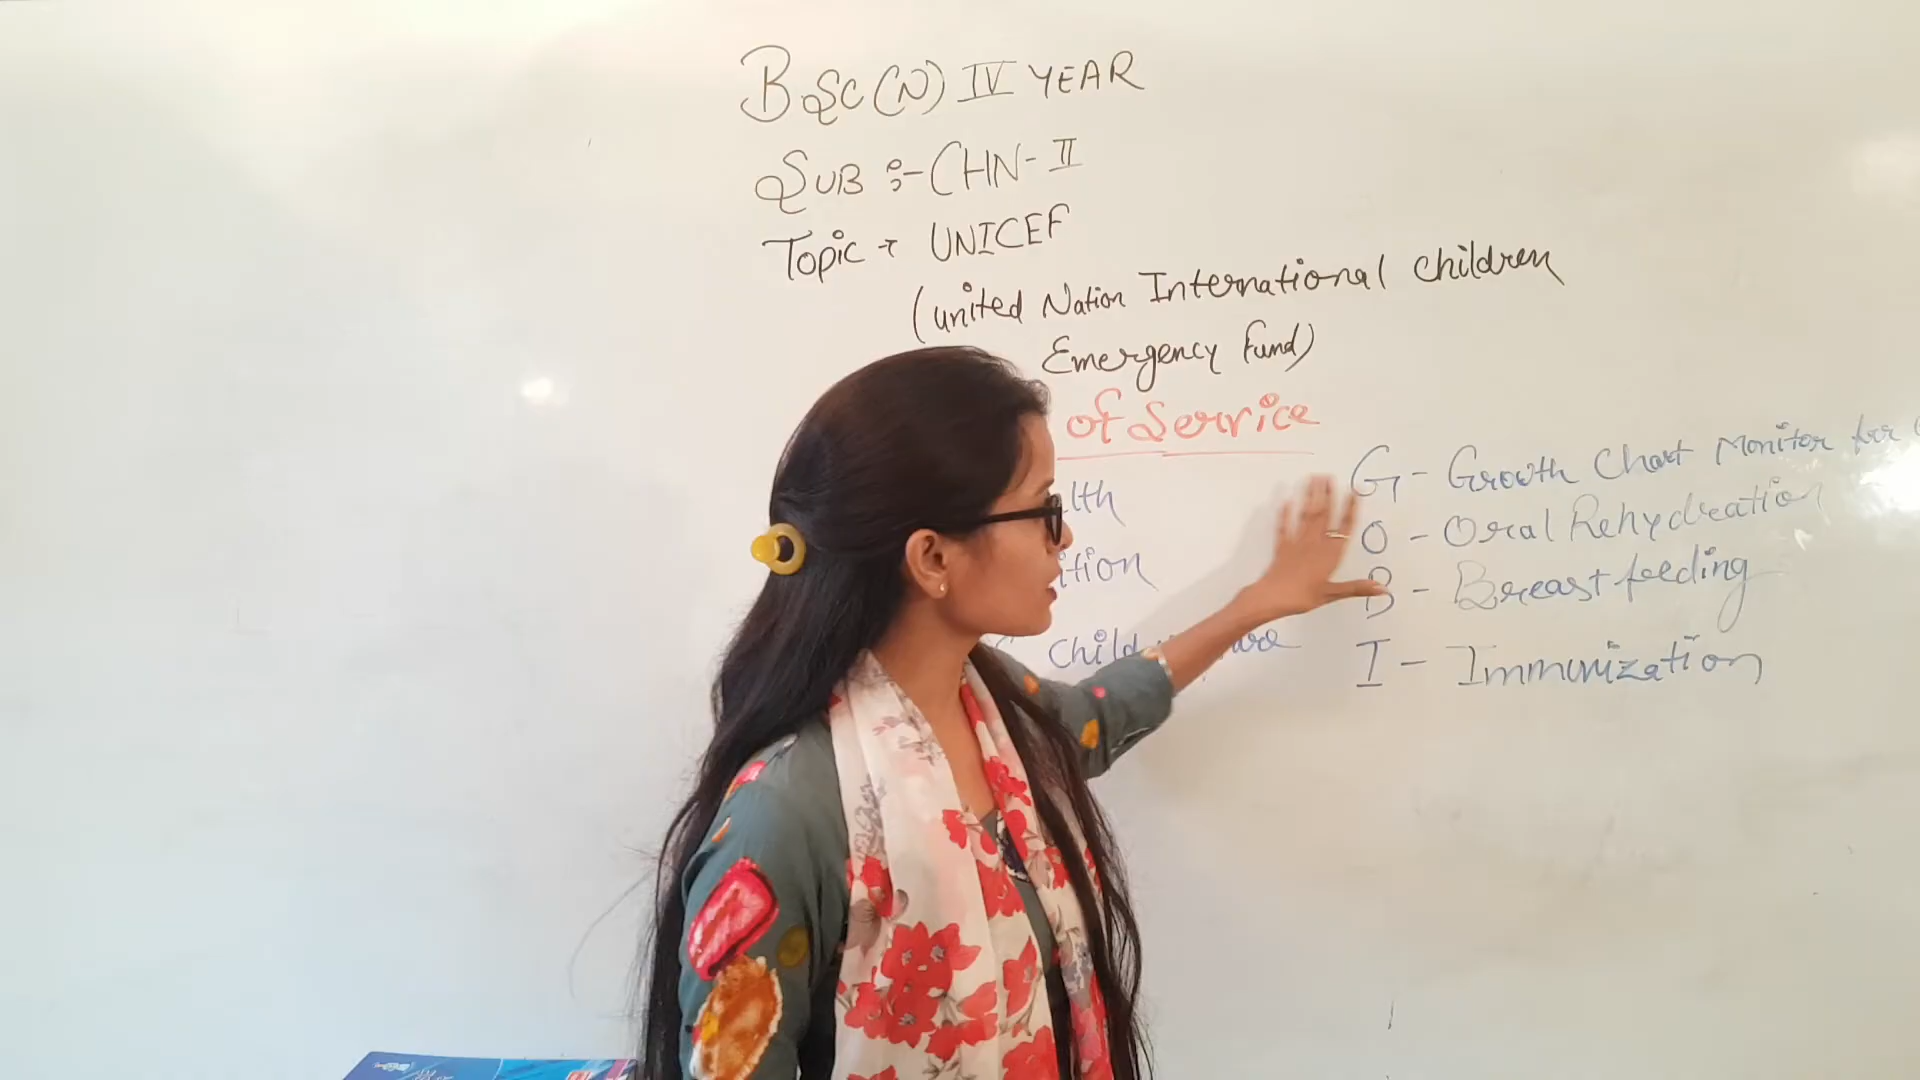 BSC (N) IV YEAR
SUB :- CHN-II
Topic → UNICEF
(united Nation International children
Emergency fund)
of Service
lth
ition
Child
G - Growth Chart Monitor for
O - Oral Rehydreation
B - Breast feeding
I - Immunization